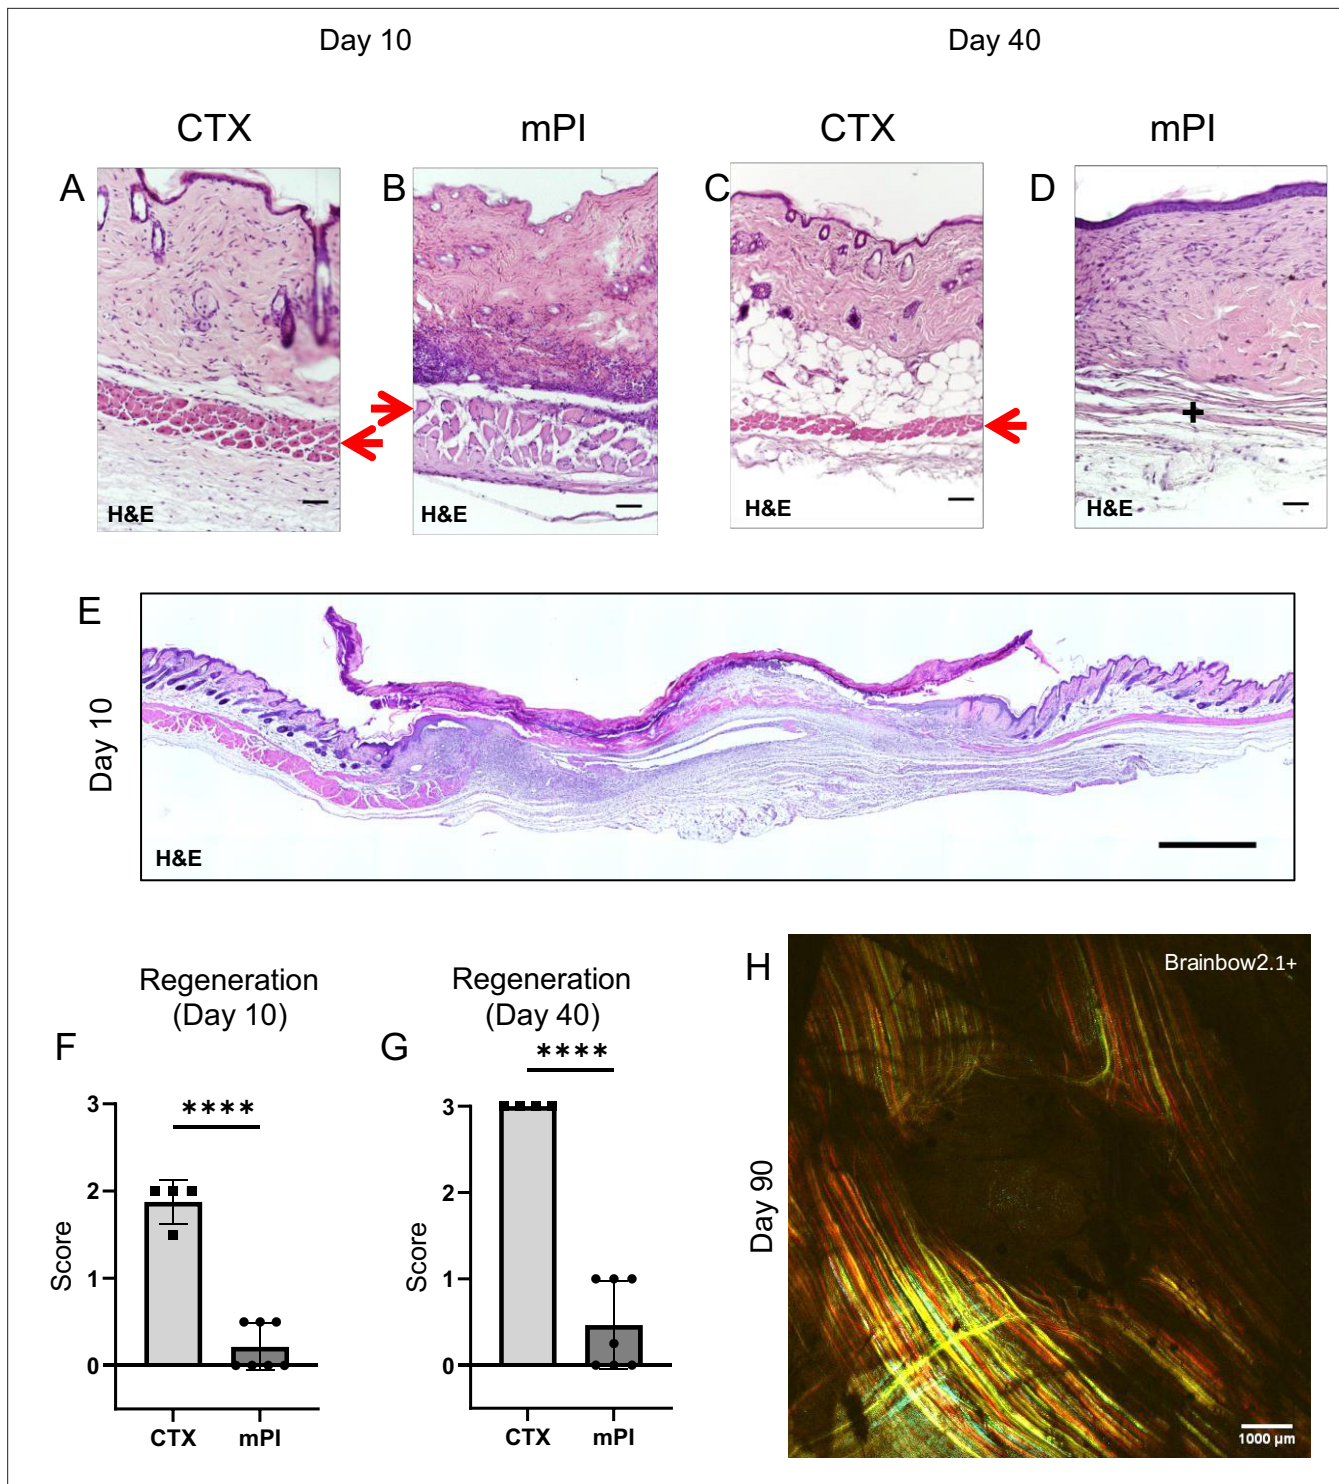 Day 10
Day 40
CTX
mPI
CTX
mPI
A
B
C
D
H&E
H&E
H&E
+
H&E
E
Day 10
H&E
Regeneration
(Day 10)
F
****
3
2
1
0
Score
CTX
mPI
Regeneration
(Day 40)
G
****
3
2
1
0
Score
CTX
mPI
H
Brainbow2.1+
Day 90
1000 µm